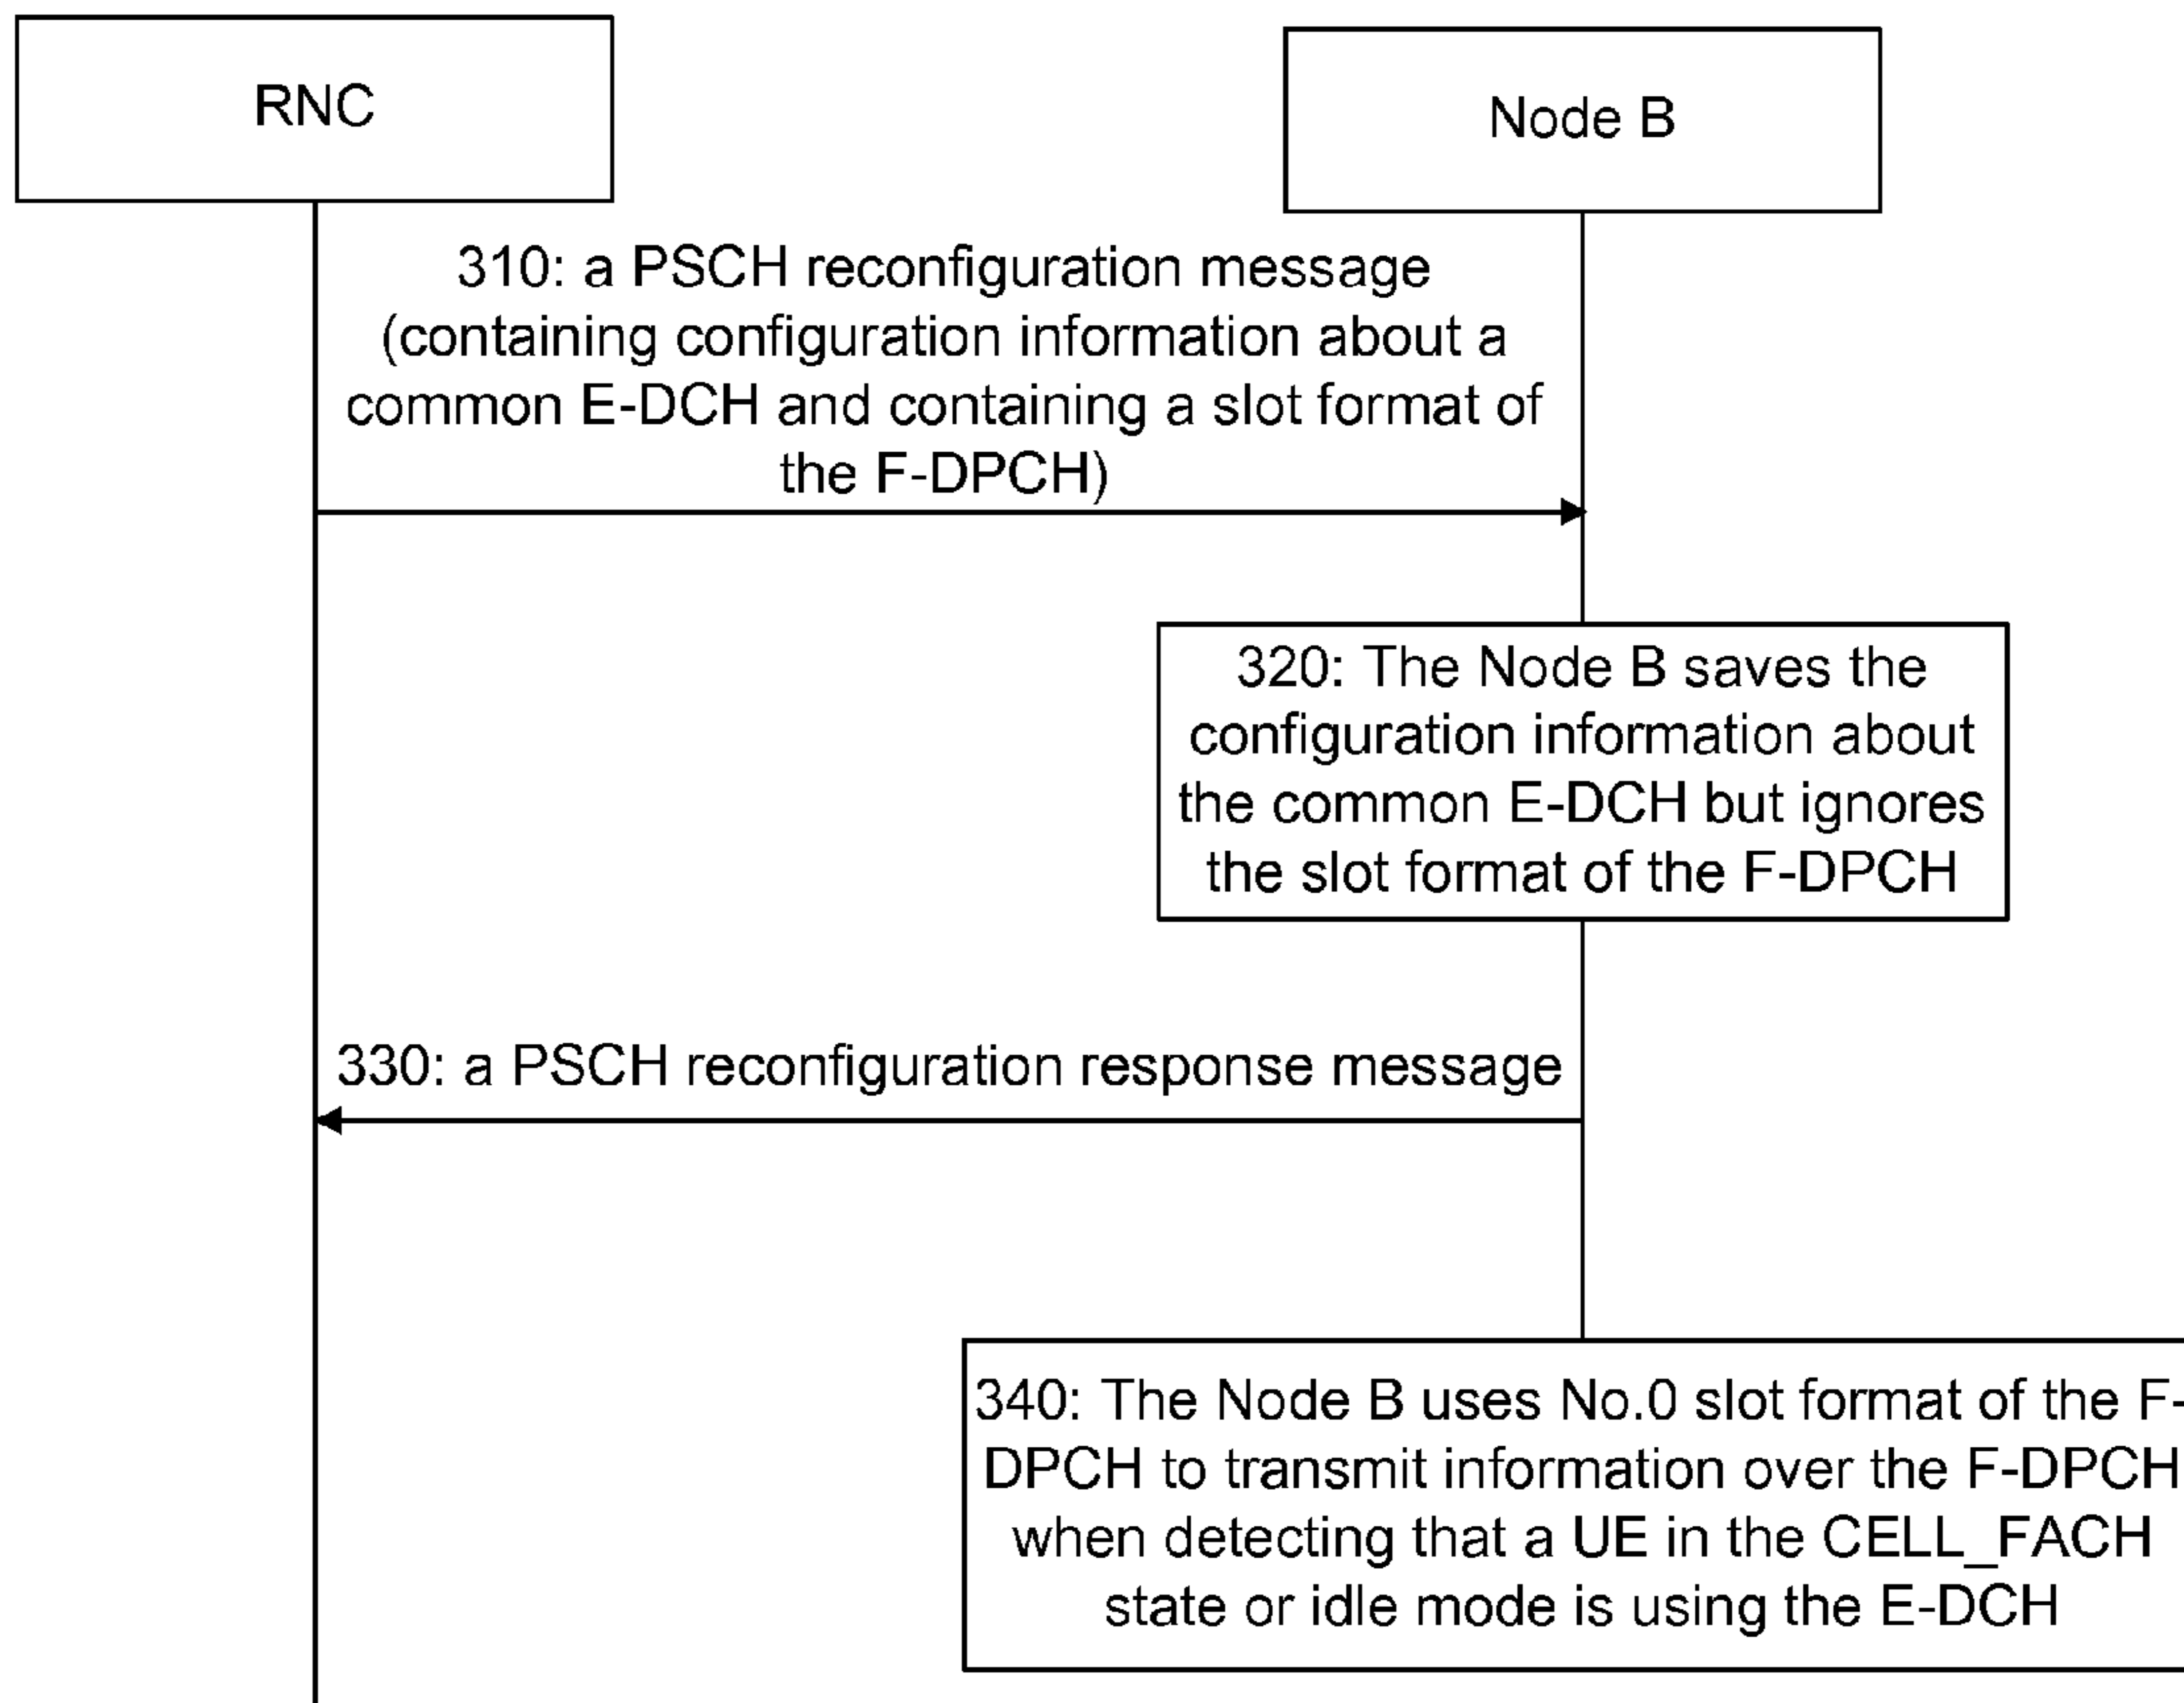 RNC
Node B
310: a PSCH reconfiguration message
(containing configuration information about a
common E-DCH and containing a slot format of
the F-DPCH)
320: The Node B saves the
configuration information about
the common E-DCH but ignores
the slot format of the F-DPCH
330: a PSCH reconfiguration response message
340: The Node B uses No.0 slot format of the F-
DPCH to transmit information over the F-DPCH
when detecting that a UE in the CELL_FACH
state or idle mode is using the E-DCH